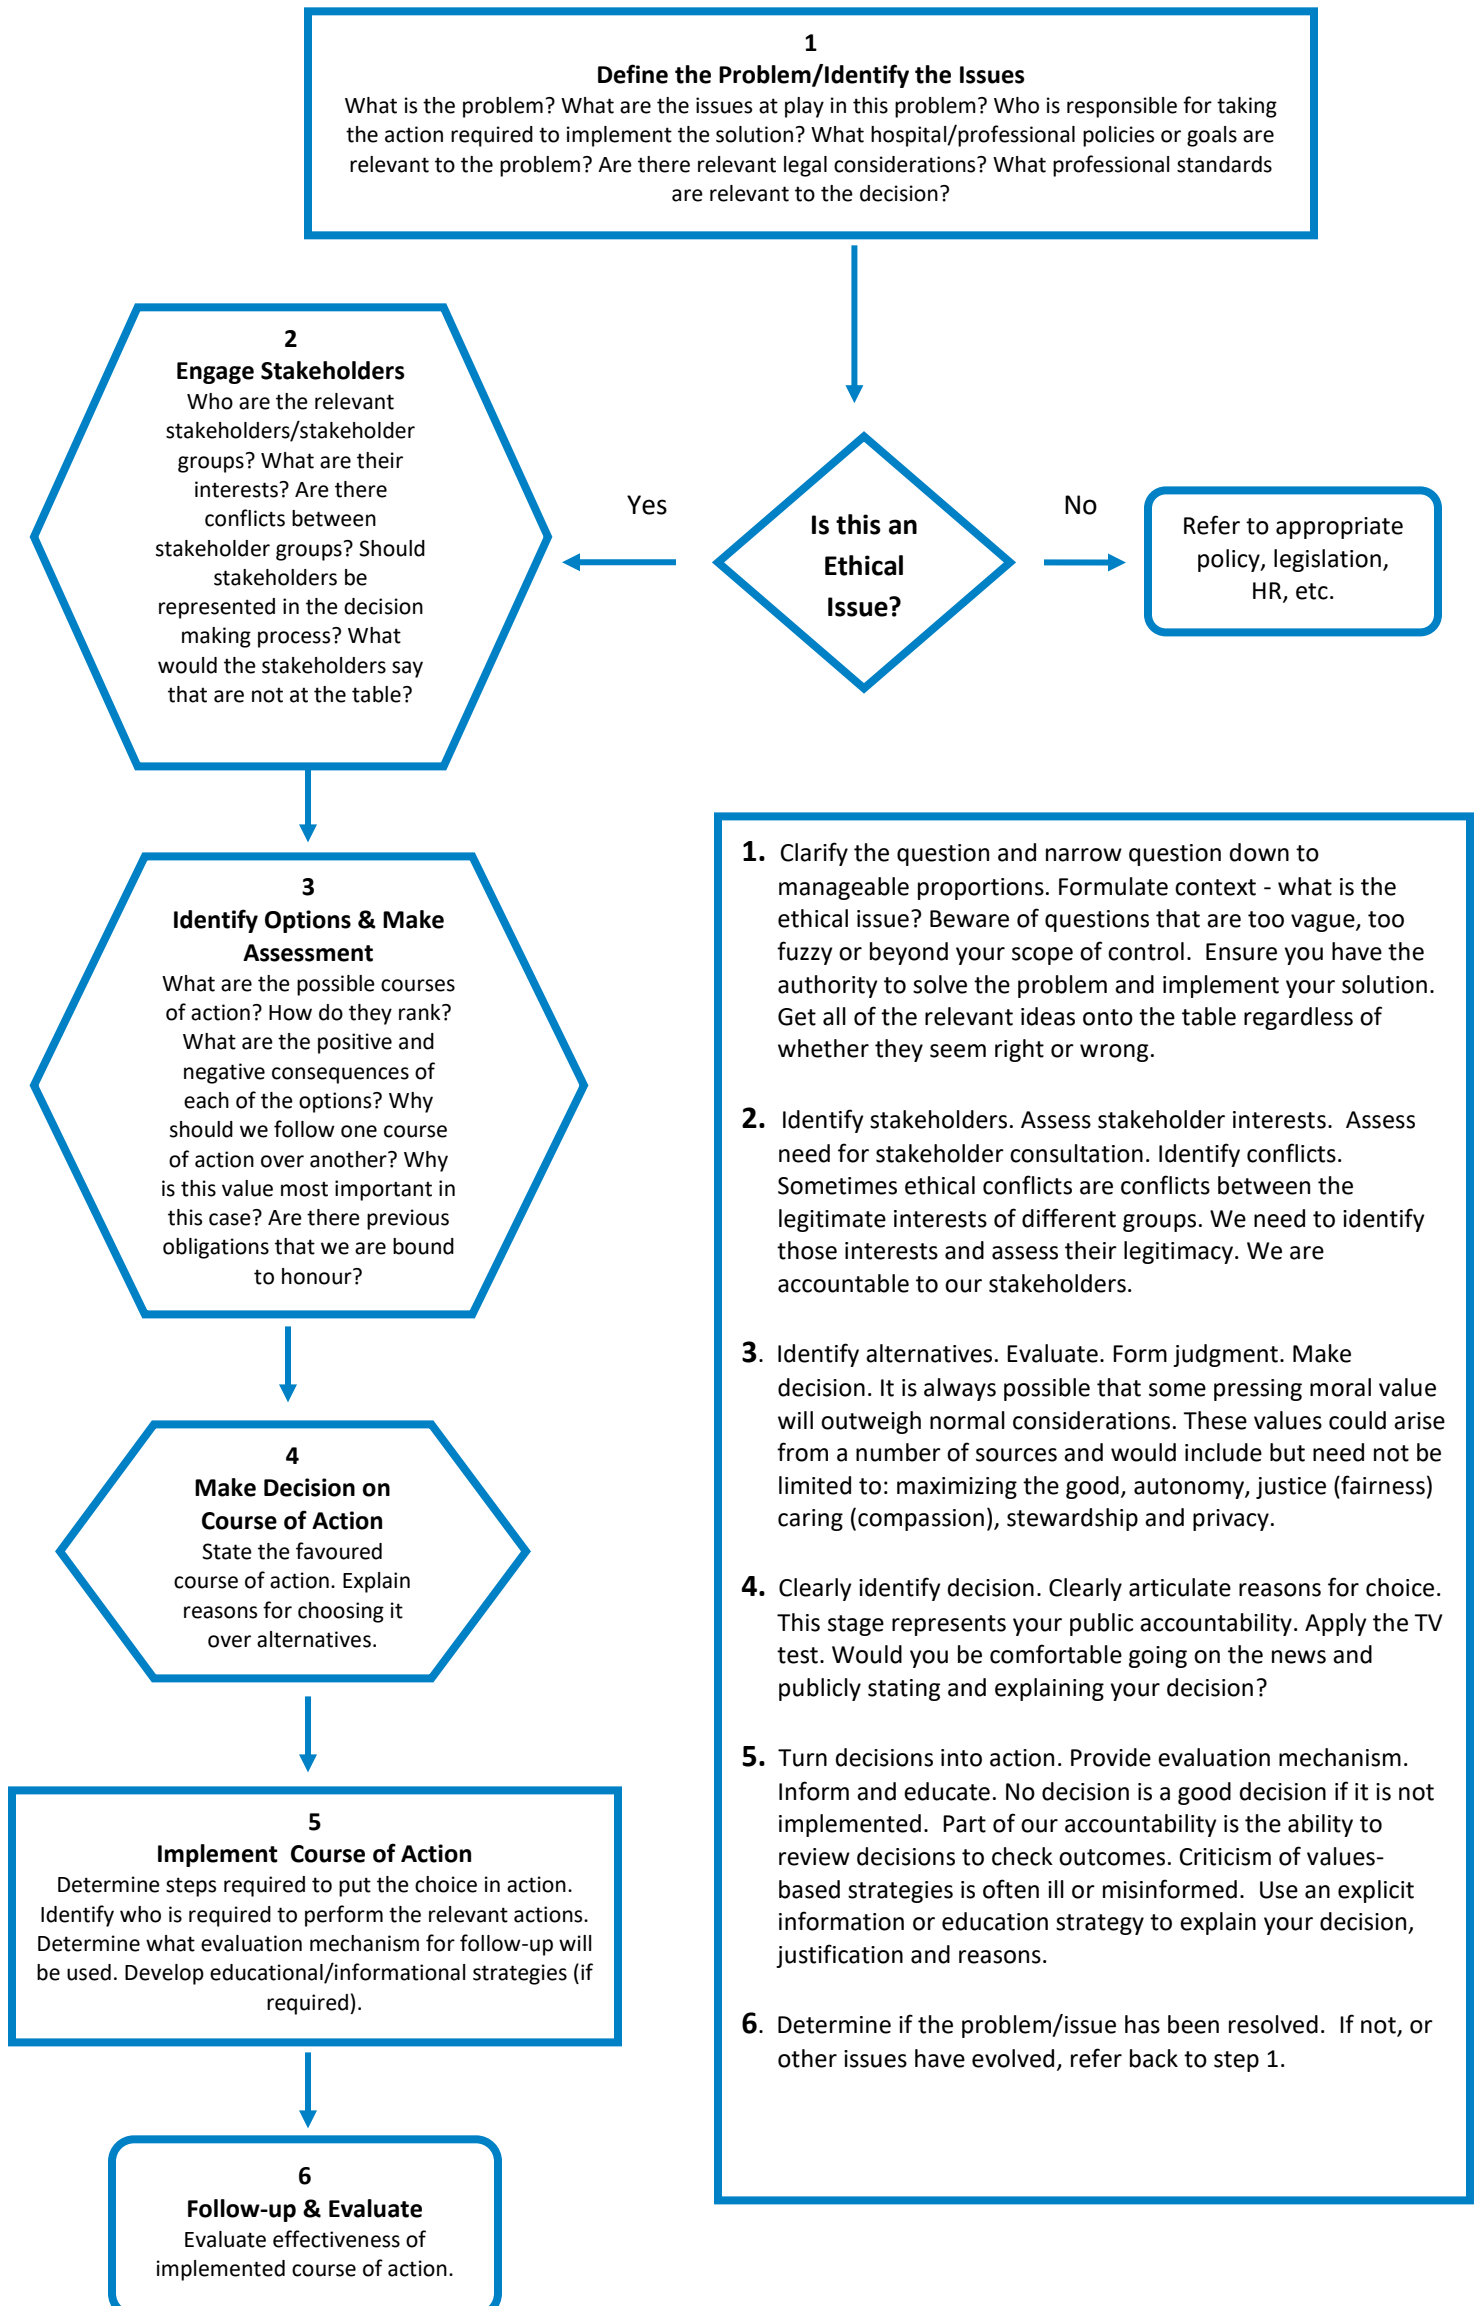 1
Define the Problem/Identify the Issues
What is the problem? What are the issues at play in this problem? Who is responsible for taking
the action required to implement the solution? What hospital/professional policies or goals are
relevant to the problem? Are there relevant legal considerations? What professional standards
are relevant to the decision?
Is this an
Ethical
Issue?
No
Refer to appropriate
policy, legislation,
HR, etc.
Yes
2
Engage Stakeholders
Who are the relevant
stakeholders/stakeholder
groups? What are their
interests? Are there
conflicts between
stakeholder groups? Should
stakeholders be
represented in the decision
making process? What
would the stakeholders say
that are not at the table?
3
Identify Options & Make
Assessment
What are the possible courses
of action? How do they rank?
What are the positive and
negative consequences of
each of the options? Why
should we follow one course
of action over another? Why
is this value most important in
this case? Are there previous
obligations that we are bound
to honour?
4
Make Decision on
Course of Action
State the favoured
course of action. Explain
reasons for choosing it
over alternatives.
5
Implement  Course of Action
Determine steps required to put the choice in action.
Identify who is required to perform the relevant actions.
Determine what evaluation mechanism for follow-up will
be used. Develop educational/informational strategies (if
required).
6
Follow-up & Evaluate
Evaluate effectiveness of
implemented course of action.
1. Clarify the question and narrow question down to
manageable proportions. Formulate context - what is the
ethical issue? Beware of questions that are too vague, too
fuzzy or beyond your scope of control.  Ensure you have the
authority to solve the problem and implement your solution.
Get all of the relevant ideas onto the table regardless of
whether they seem right or wrong.
2. Identify stakeholders. Assess stakeholder interests.  Assess
need for stakeholder consultation. Identify conflicts.
Sometimes ethical conflicts are conflicts between the
legitimate interests of different groups. We need to identify
those interests and assess their legitimacy. We are
accountable to our stakeholders.
3. Identify alternatives. Evaluate. Form judgment. Make
decision. It is always possible that some pressing moral value
will outweigh normal considerations. These values could arise
from a number of sources and would include but need not be
limited to: maximizing the good, autonomy, justice (fairness)
caring (compassion), stewardship and privacy.
4. Clearly identify decision. Clearly articulate reasons for choice.
This stage represents your public accountability. Apply the TV
test. Would you be comfortable going on the news and
publicly stating and explaining your decision?
5. Turn decisions into action. Provide evaluation mechanism.
Inform and educate. No decision is a good decision if it is not
implemented.  Part of our accountability is the ability to
review decisions to check outcomes. Criticism of values-
based strategies is often ill or misinformed.  Use an explicit
information or education strategy to explain your decision,
justification and reasons.
6. Determine if the problem/issue has been resolved.  If not, or
other issues have evolved, refer back to step 1.